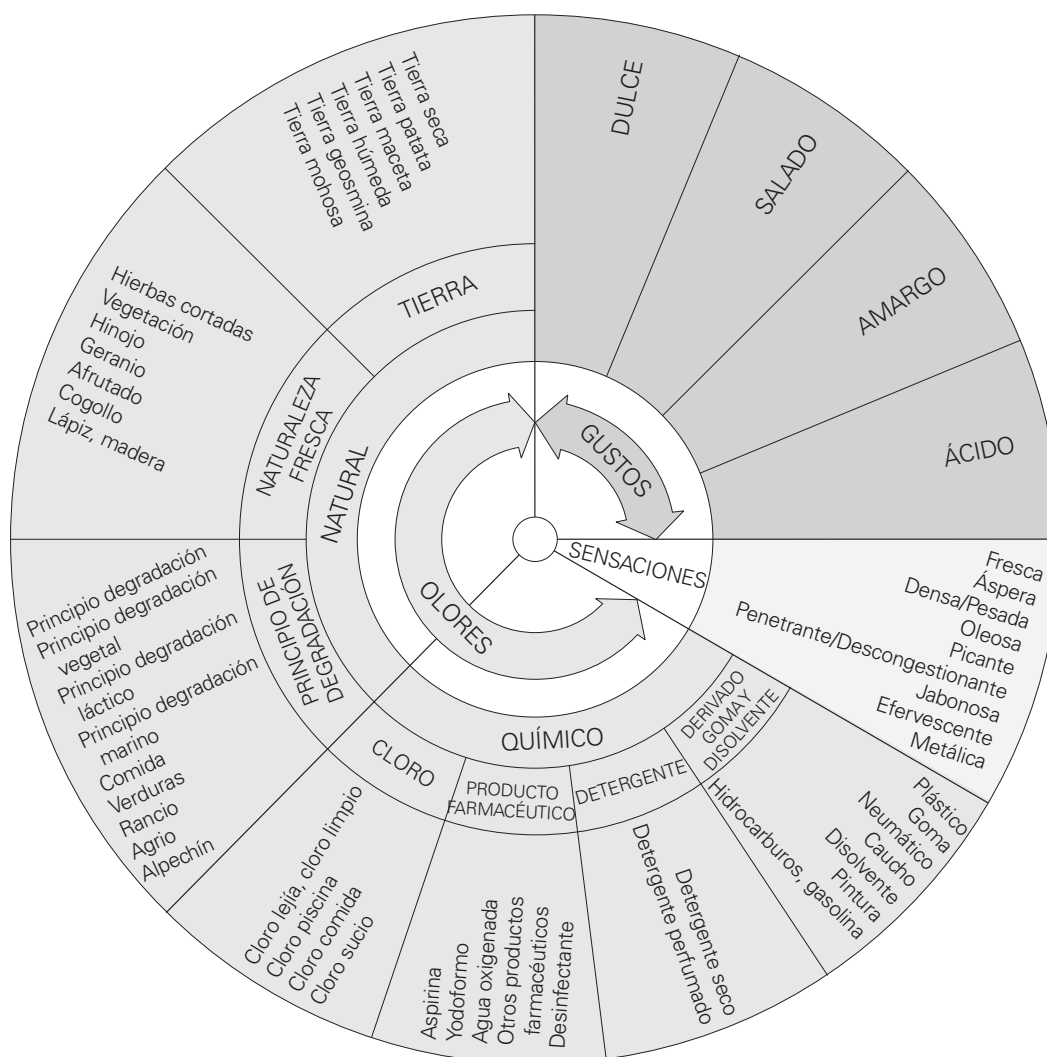 DULCE
SALADO
AMARGO
ÁCIDO
GUSTOS
SENSACIONES
Fresca
Áspera
Densa/Pesada
Oleosa
Picante
Penetrante/Descongestionante
Jabonosa
Efervescente
Metálica
OLORES
QUÍMICO
DERIVADO
GOMA Y
DISOLVENTE
Plástico
Goma
Neumático
Caucho
Disolvente
Pintura
Hidrocarburos, gasolina
DETERGENTE
Detergente seco
Detergente perfumado
PRODUCTO
FARMACÉUTICO
Aspirina
Yodoformo
Agua oxigenada
Otros productos
farmacéuticos
Desinfectante
CLORO
Cloro lejía, cloro limpio
Cloro piscina
Cloro comida
Cloro sucio
NATURAL
PRINCIPIO DE
DEGRADACIÓN
Principio degradación
Principio degradación
vegetal
Principio degradación
láctico
Principio degradación
marino
Comida
Verduras
Rancio
Agrio
Alpechín
NATURALEZA
FRESCA
Hierbas cortadas
Vegetación
Hinojo
Geranio
Afrutado
Cogollo
Lápiz, madera
TIERRA
Tierra seca
Tierra patata
Tierra maceta
Tierra húmeda
Tierra geosmina
Tierra mohosa